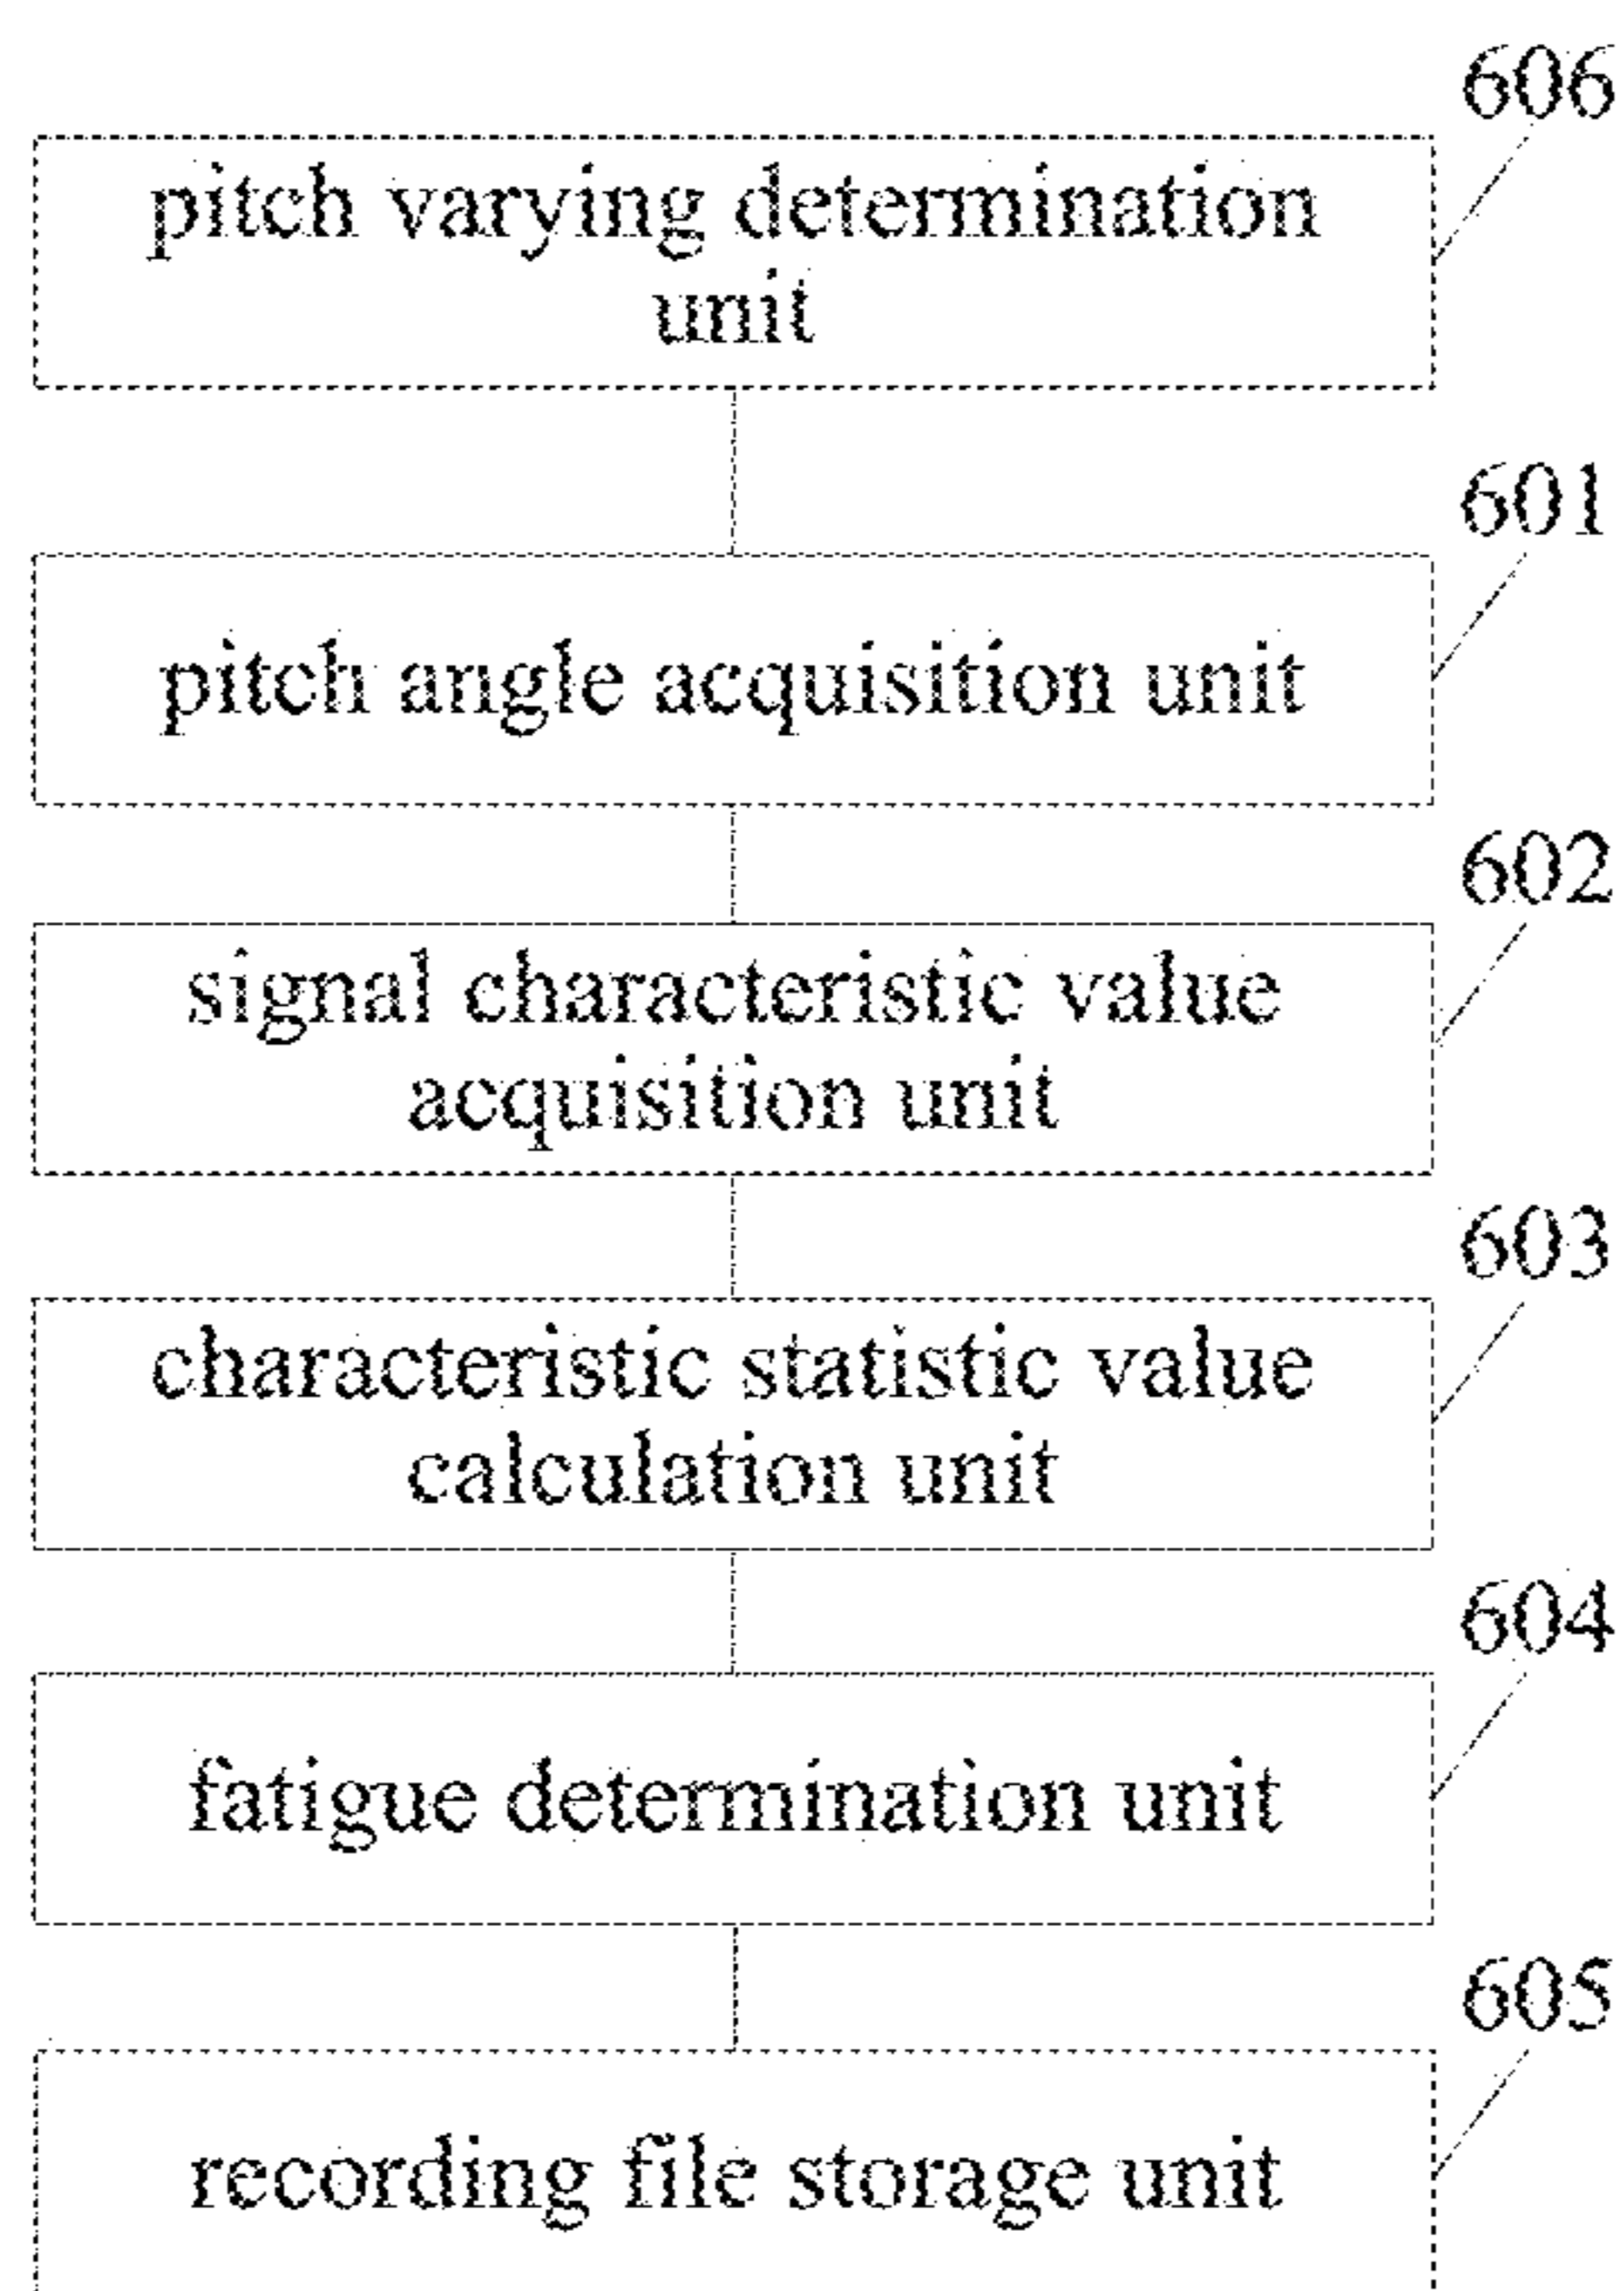 606
pitch varying determination
unit
601
pitch angle acquisition unit
602
signal characteristic value
acquisition unit
603
characteristic statistic value
calculation unit
604
fatigue determination unit
605
recording file storage unit